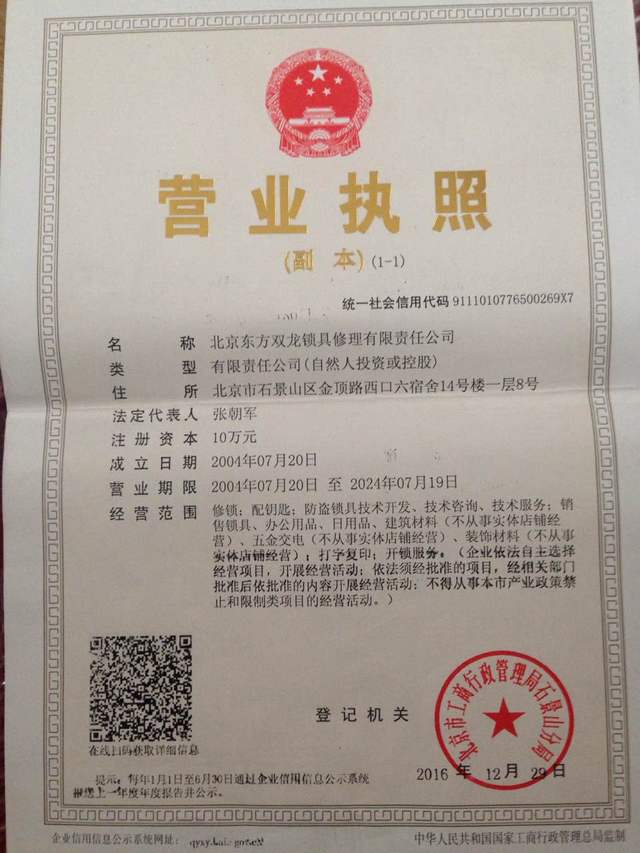 营业执照
(副 本) (1-1)
统一社会信用代码 91110107765002 69X7
名 称 北京东方双龙锁具修理有限责任公司
类 型 有限责任公司(自然人投资或控股)
住 所 北京市石景山区金顶路西口六宿舍14号楼一层8号
法定代表人 张朝军
注册资本 10万元
成立日期 2004年07月20日
营业期限 2004年07月20日 至 2024年07月19日
经营范围 修锁；配钥匙；防盗锁具技术开发、技术咨询、技术服务；销
售锁具、办公用品、日用品、建筑材料（不从事实体店铺经
营）、五金交电（不从事实体店铺经营）、装饰材料（不从事
实体店铺经营）；打字复印；开锁服务。（企业依法自主选择
经营项目，开展经营活动；依法须经批准的项目，经相关部门
批准后依批准的内容开展经营活动；不得从事本市产业政策禁
止和限制类项目的经营活动。）
在线扫码获取详细信息
登记机关
北京市工商行政管理局石景山分局
2016 年 12 月 29 日
提示：每年1月1日至6月30日通过企业信用信息公示系统
报送上一年度年度报告并公示。
企业信用信息公示系统网址：
中华人民共和国国家工商行政管理总局监制